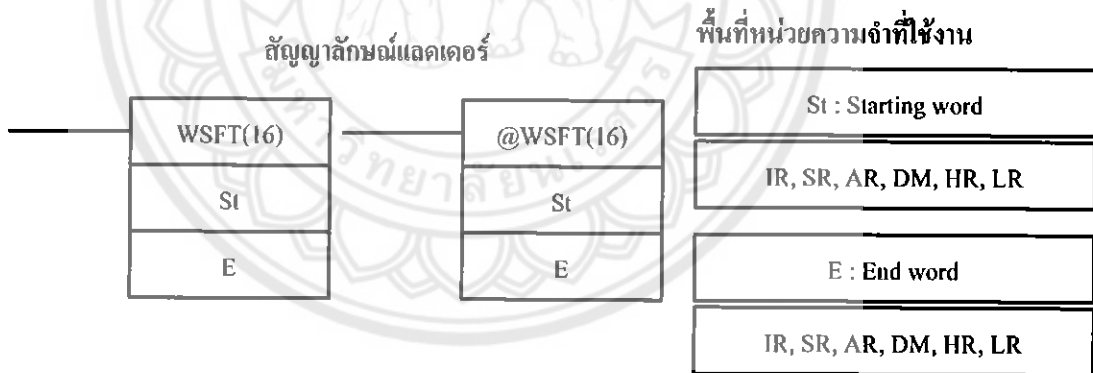 สัญญาลักษณ์แลดเดอร์
พื้นที่หน่วยความจำที่ใช้งาน
WSFT(16)
St
E
@WSFT(16)
St
E
St : Starting word
IR, SR, AR, DM, HR, LR
E : End word
IR, SR, AR, DM, HR, LR